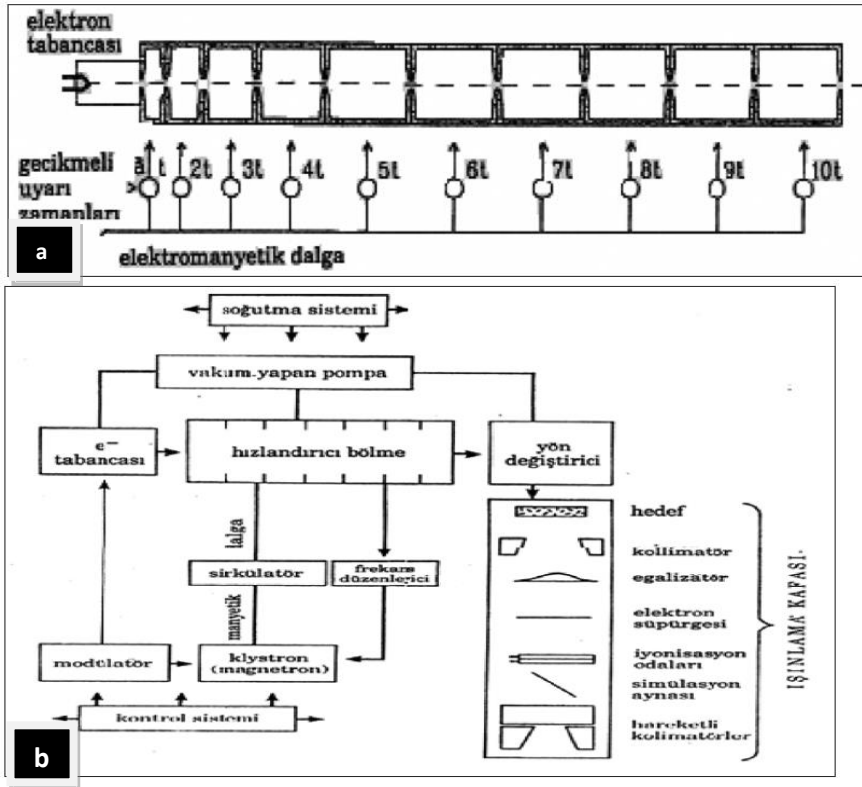 elektron
tabancası
t 2t 3t 4t 5t 6t 7t 8t 9t 10t
gecikmeli
uyarı
zamanları
elektromanyetik dalga
a
soğutma sistemi
vakum yapan pompa
e⁻
tabancası
hızlandırıcı bölme
yön
değiştirici
hedef
kollimatör
egalizatör
elektron
süpürgesi
iyonisasyon
odaları
simülasyon
aynası
hareketli
kolimatörler
IŞINLAMA KAFASI
dalga
manyetik
sirkülatör
frekans
düzenleyici
modülatör
klystron
(magnetron)
kontrol sistemi
b